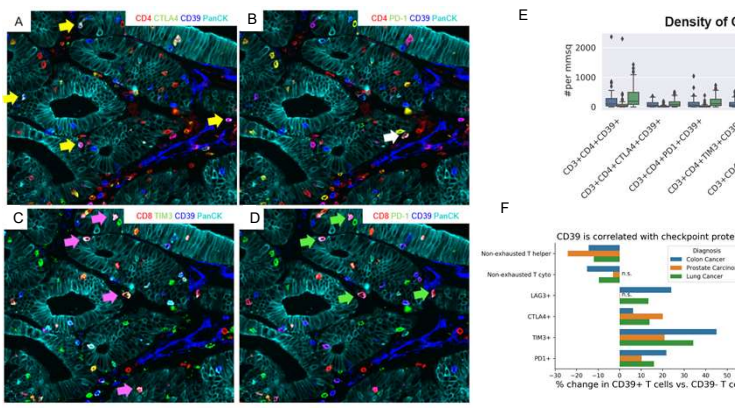 A
CD4 CTLA4 CD39 PanCK
B
CD4 PD-1 CD39 PanCK
C
CD8 TIM3 CD39 PanCK
D
CD8 PD-1 CD39 PanCK
E
Density of C
#per mmsq
2000
1000
0
CD3+CD4+CD39+
CD3+CD4+CTLA4+CD39+
CD3+CD4+PD1+CD39+
CD3+CD4+TIM3+CD39
CD3+CD
F
CD39 is correlated with checkpoint prote
Diagnosis
Colon Cancer
Prostate Carcino
Lung Cancer
Non-exhausted T helper
Non-exhausted T cyto
n.s.
LAG3+
n.s.
CTLA4+
TIM3+
PD1+
−30 −20 −10 0 10 20 30 40 50
% change in CD39+ T cells vs. CD39- T ce